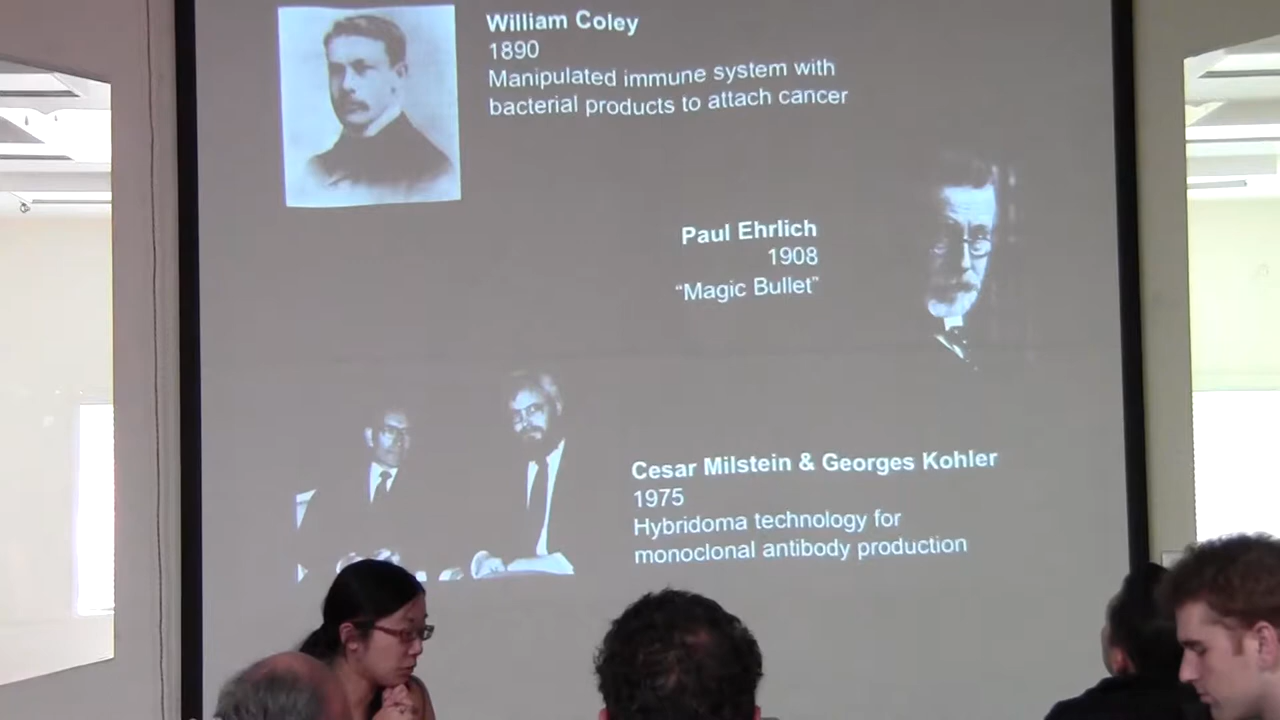 William Coley
1890
Manipulated immune system with
bacterial products to attach cancer
Paul Ehrlich
1908
“Magic Bullet”
Cesar Milstein & Georges Kohler
1975
Hybridoma technology for
monoclonal antibody production